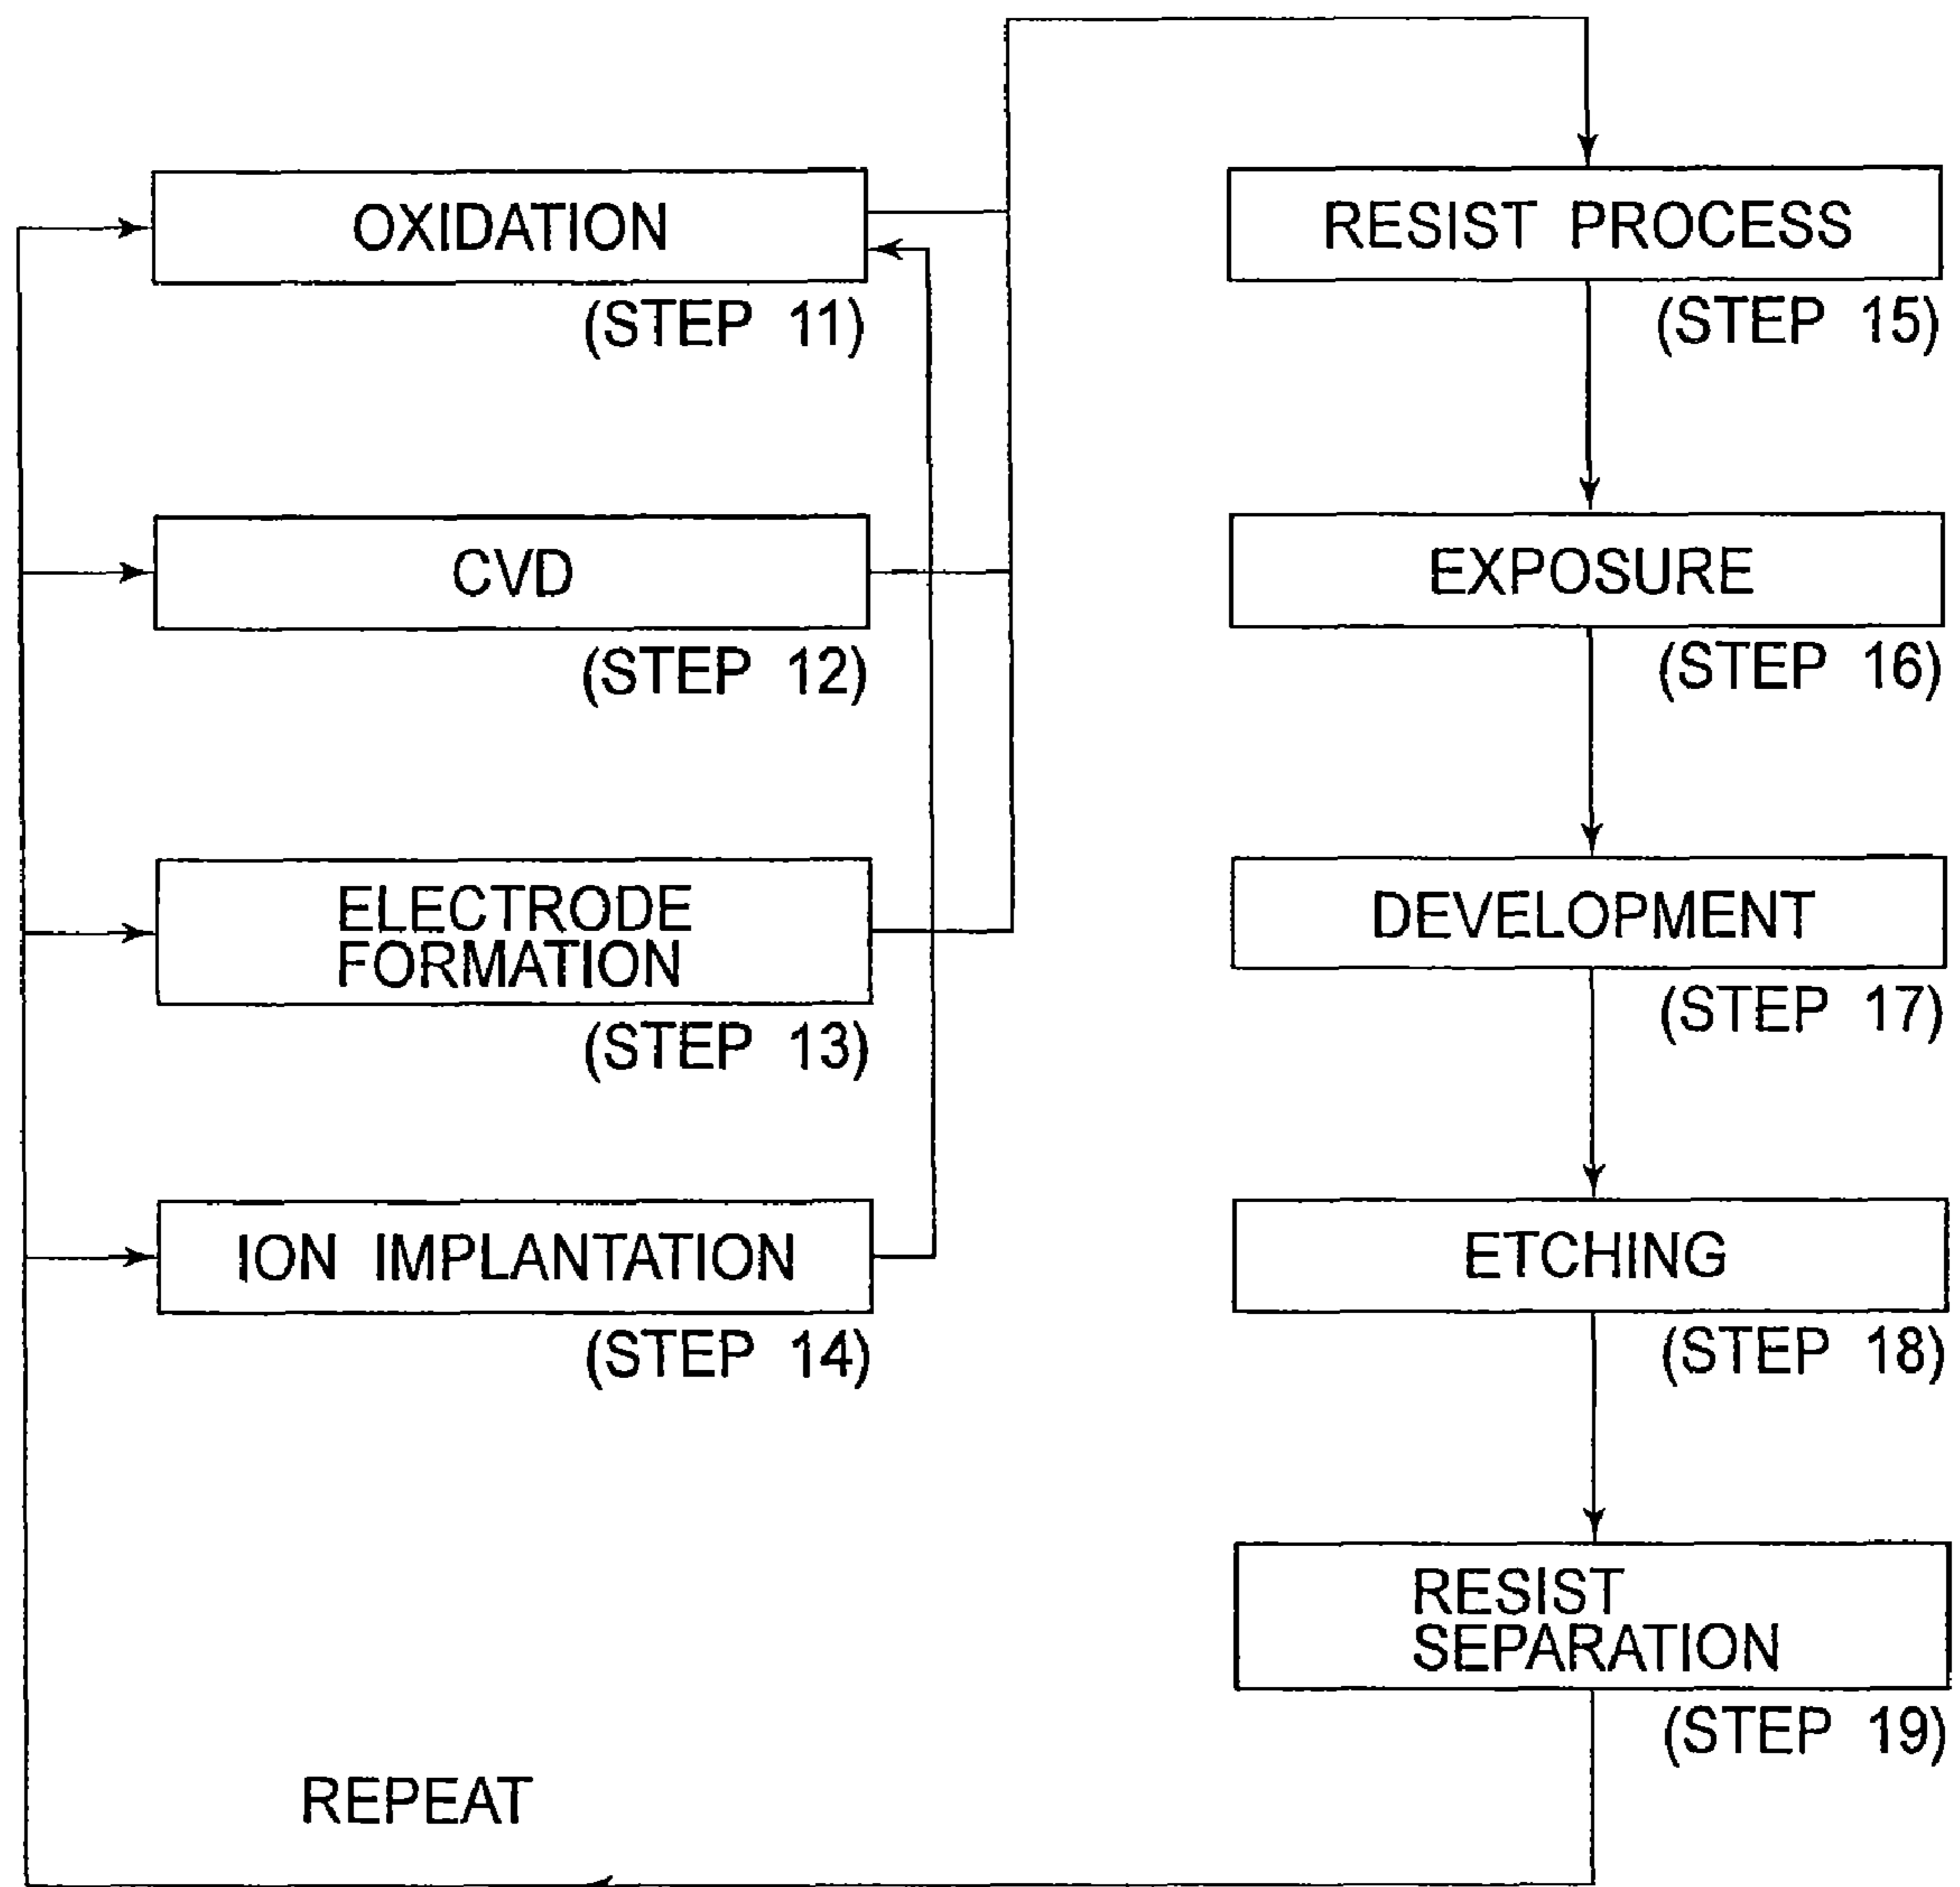 OXIDATION
(STEP 11)
CVD
(STEP 12)
ELECTRODE
FORMATION
(STEP 13)
ION IMPLANTATION
(STEP 14)
RESIST PROCESS
(STEP 15)
EXPOSURE
(STEP 16)
DEVELOPMENT
(STEP 17)
ETCHING
(STEP 18)
RESIST
SEPARATION
(STEP 19)
REPEAT